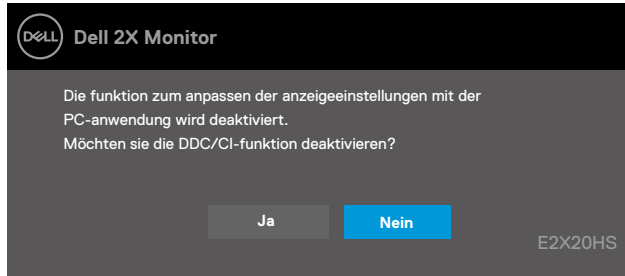 DELL Dell 2X Monitor
Die funktion zum anpassen der anzeigeeinstellungen mit der
PC-anwendung wird deaktiviert.
Möchten sie die DDC/CI-funktion deaktivieren?
Ja Nein
E2X20HS